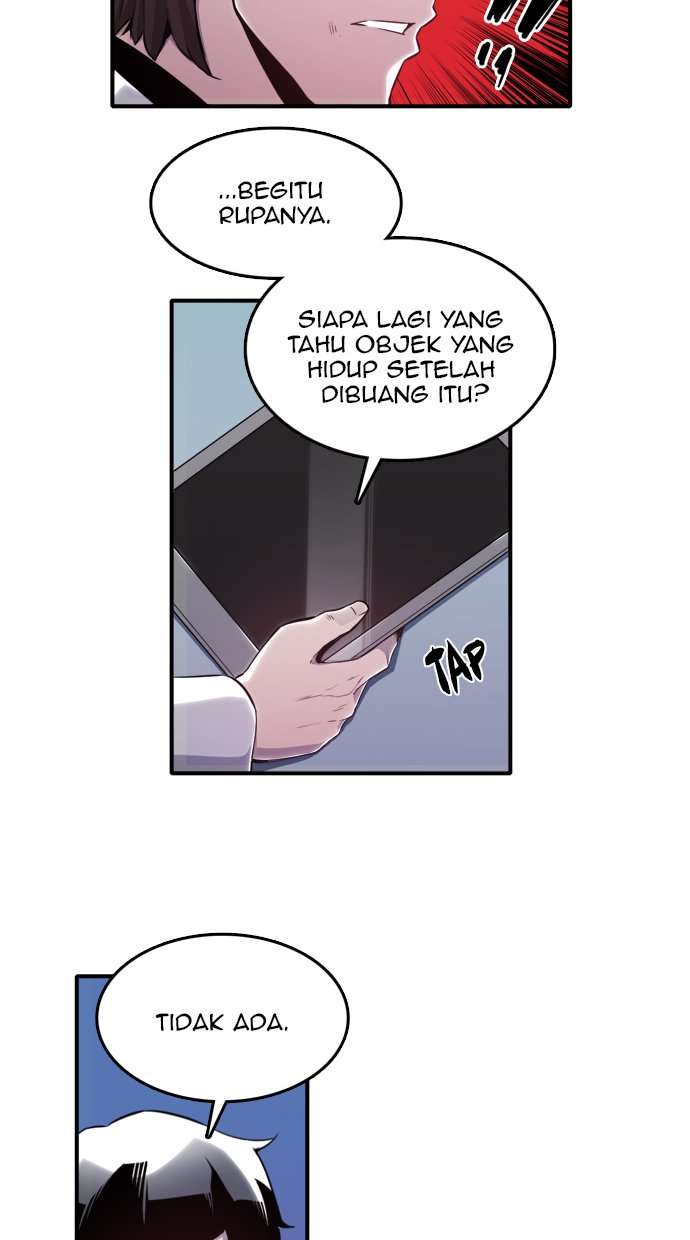 ...BEGITU
RUPANYA.
SIAPA LAGI YANG
TAHU OBJEK YANG
HIDUP SETELAH
DIBUANG ITU?
TAP
TIDAK ADA.